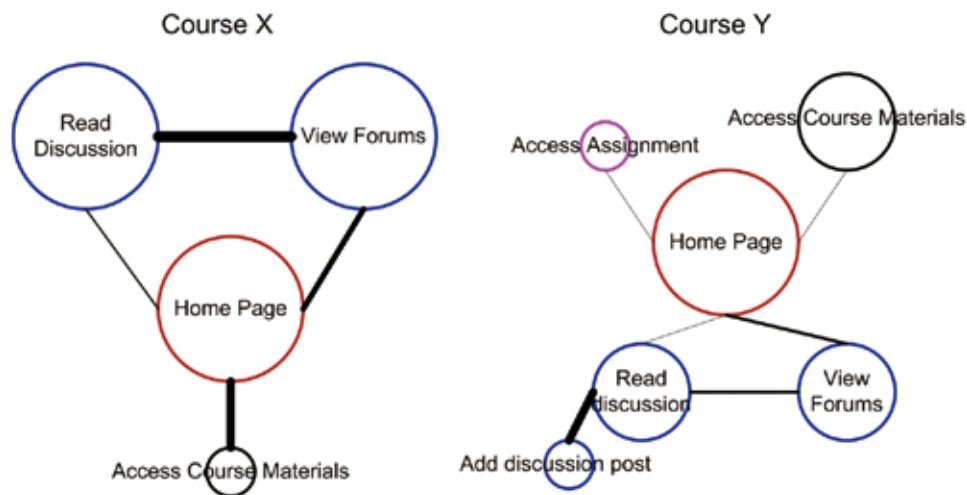 Course X
Read
Discussion
View Forums
Home Page
Access Course Materials
Course Y
Access Course Materials
Access Assignment
Home Page
Read
discussion
View
Forums
Add discussion post